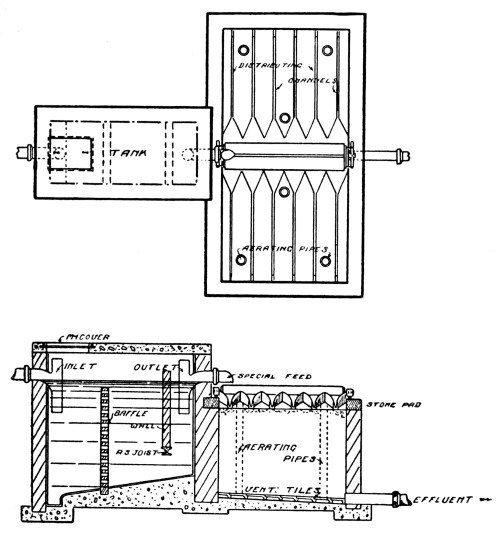 DISTRIBUTING
CHANNELS
TANK
AERATING PIPES
M.H.COVER
INLET
OUTLET
SPECIAL FEED
STONE PAD
BAFFLE
WALL
R.S JOIST
AERATING
PIPES
VENT. TILES
EFFLUENT